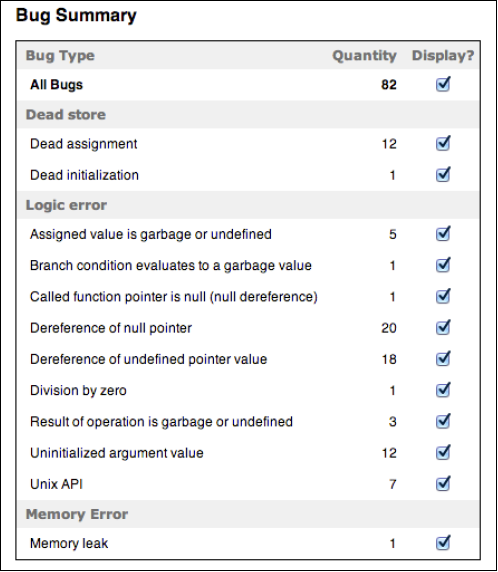 Bug Summary
Bug Type Quantity Display?
All Bugs 82
Dead store
Dead assignment 12
Dead initialization 1
Logic error
Assigned value is garbage or undefined 5
Branch condition evaluates to a garbage value 1
Called function pointer is null (null dereference) 1
Dereference of null pointer 20
Dereference of undefined pointer value 18
Division by zero 1
Result of operation is garbage or undefined 3
Uninitialized argument value 12
Unix API 7
Memory Error
Memory leak 1